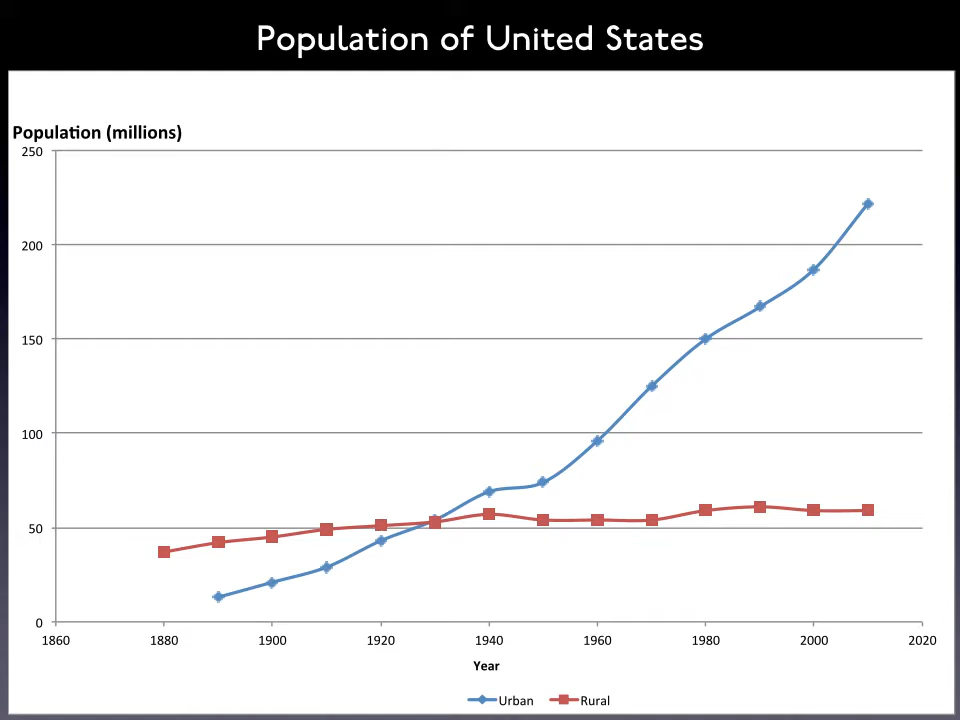 Population of United States
Population (millions)
250
200
150
100
50
0
1860 1880 1900 1920 1940 1960 1980 2000 2020
Year
Urban Rural